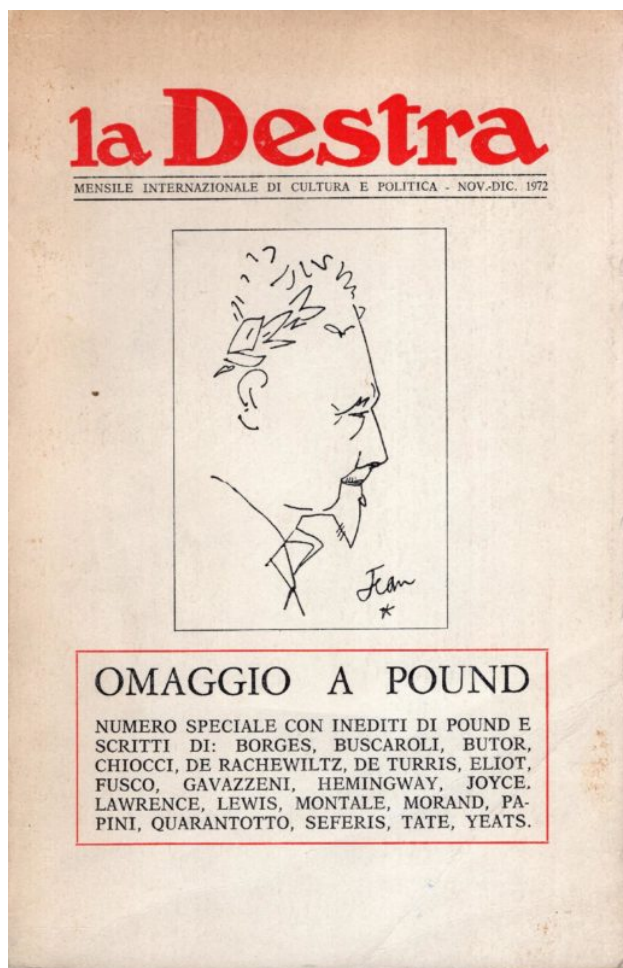 la Destra
MENSILE INTERNAZIONALE DI CULTURA E POLITICA - NOV.-DIC. 1972
Jean
*
OMAGGIO A POUND
NUMERO SPECIALE CON INEDITI DI POUND E
SCRITTI DI: BORGES, BUSCAROLI, BUTOR,
CHIOCCI, DE RACHEWILTZ, DE TURRIS, ELIOT,
FUSCO, GAVAZZENI, HEMINGWAY, JOYCE.
LAWRENCE, LEWIS, MONTALE, MORAND, PA-
PINI, QUARANTOTTO, SEFERIS, TATE, YEATS.